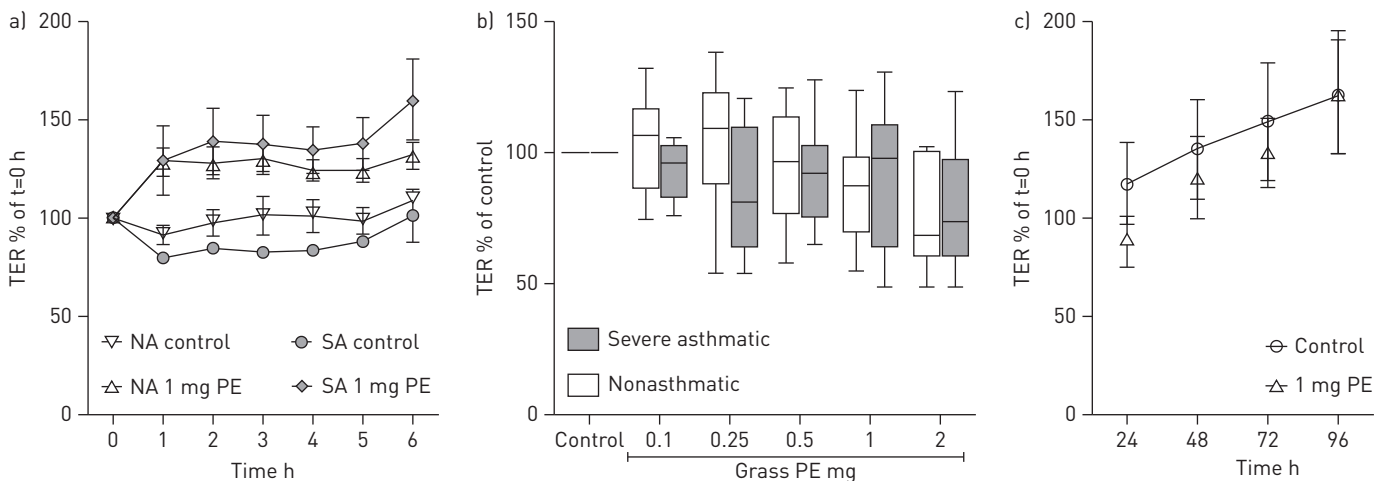 a)
TER % of t=0 h
200
150
100
50
0
0 1 2 3 4 5 6
Time h
NA control
SA control
NA 1 mg PE
SA 1 mg PE
b)
TER % of control
150
100
50
0
Control 0.1 0.25 0.5 1 2
Grass PE mg
Severe asthmatic
Nonasthmatic
c)
TER % of t=0 h
200
150
100
50
0
24 48 72 96
Time h
Control
1 mg PE